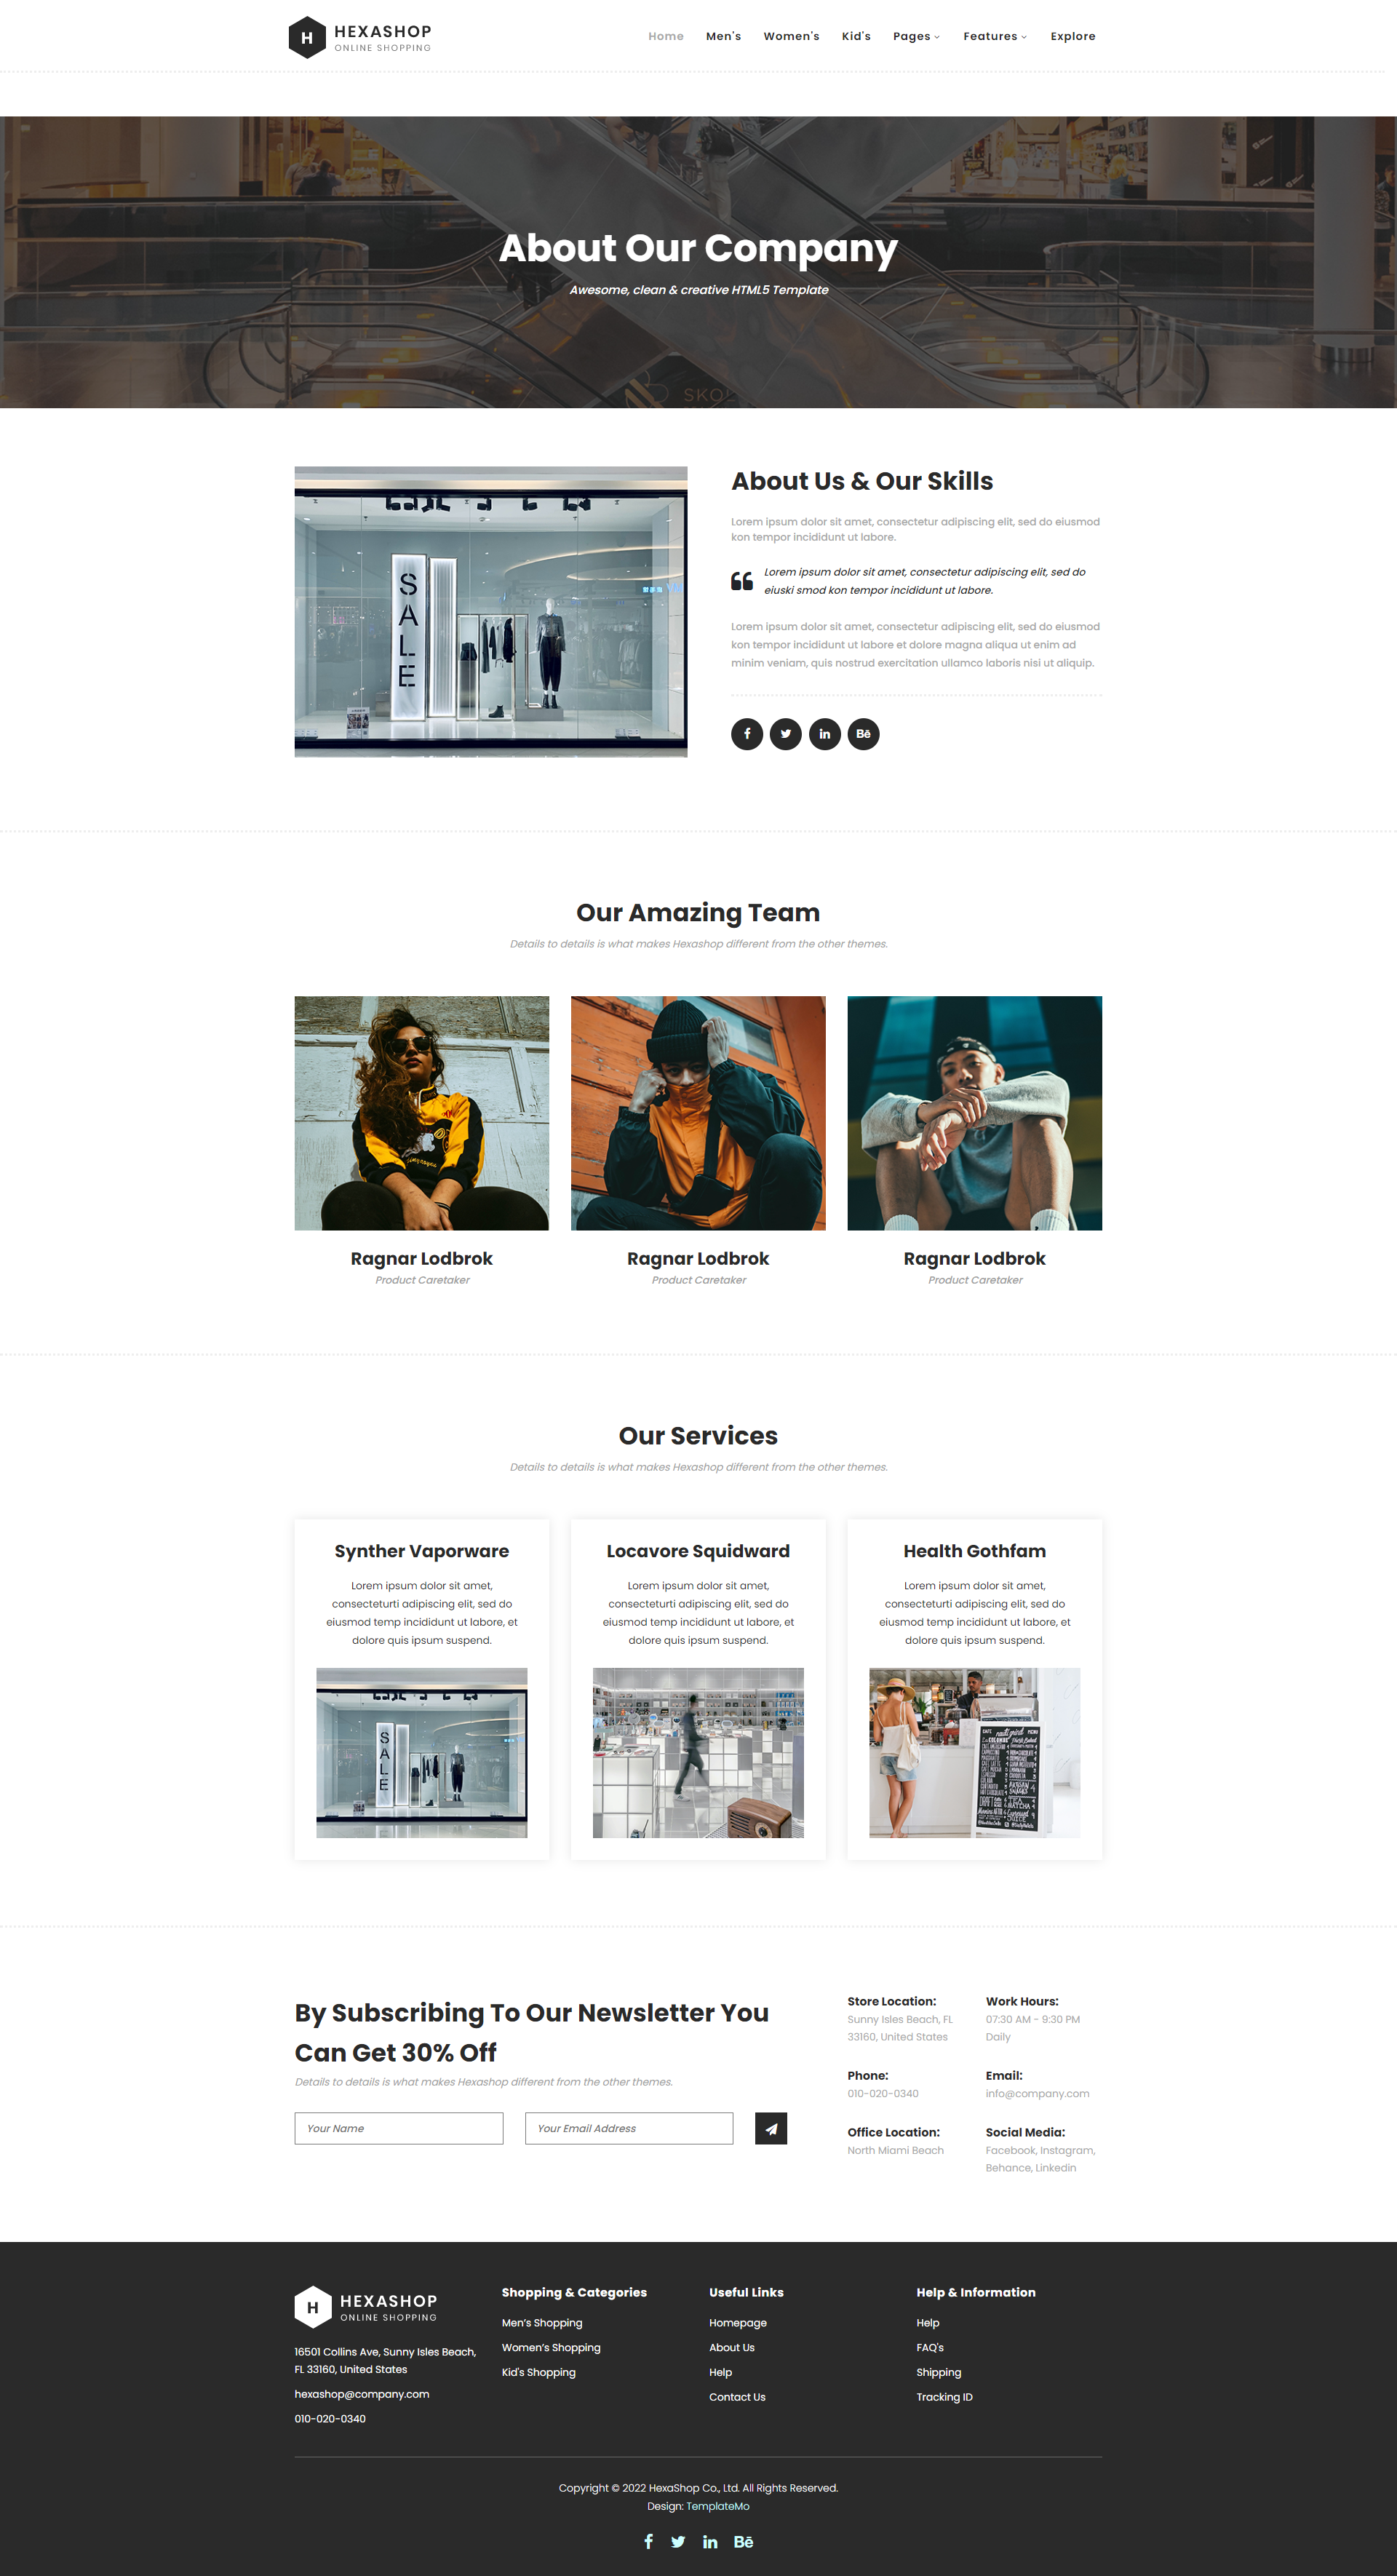 H
HEXASHOP
ONLINE SHOPPING
Home
Men's
Women's
Kid's
Pages
Features
Explore
About Our Company
Awesome, clean & creative HTML5 Template
SKOL
About Us & Our Skills
Lorem ipsum dolor sit amet, consectetur adipiscing elit, sed do eiusmod
kon tempor incididunt ut labore.
Lorem ipsum dolor sit amet, consectetur adipiscing elit, sed do
eiuski smod kon tempor incididunt ut labore.
Lorem ipsum dolor sit amet, consectetur adipiscing elit, sed do eiusmod
kon tempor incididunt ut labore et dolore magna aliqua ut enim ad
minim veniam, quis nostrud exercitation ullamco laboris nisi ut aliquip.
SALE
Our Amazing Team
Details to details is what makes Hexashop different from the other themes.
Ragnar Lodbrok
Product Caretaker
Ragnar Lodbrok
Product Caretaker
Ragnar Lodbrok
Product Caretaker
Our Services
Details to details is what makes Hexashop different from the other themes.
Synther Vaporware
Lorem ipsum dolor sit amet,
consecteturti adipiscing elit, sed do
eiusmod temp incididunt ut labore, et
dolore quis ipsum suspend.
SALE
Locavore Squidward
Lorem ipsum dolor sit amet,
consecteturti adipiscing elit, sed do
eiusmod temp incididunt ut labore, et
dolore quis ipsum suspend.
Health Gothfam
Lorem ipsum dolor sit amet,
consecteturti adipiscing elit, sed do
eiusmod temp incididunt ut labore, et
dolore quis ipsum suspend.
CAFE
MENU
MATCHA
By Subscribing To Our Newsletter You
Can Get 30% Off
Details to details is what makes Hexashop different from the other themes.
Your Name
Your Email Address
Store Location:
Sunny Isles Beach, FL
33160, United States
Work Hours:
07:30 AM - 9:30 PM
Daily
Phone:
010-020-0340
Email:
info@company.com
Office Location:
North Miami Beach
Social Media:
Facebook, Instagram,
Behance, Linkedin
H
HEXASHOP
ONLINE SHOPPING
16501 Collins Ave, Sunny Isles Beach,
FL 33160, United States
hexashop@company.com
010-020-0340
Shopping & Categories
Men's Shopping
Women's Shopping
Kid's Shopping
Useful Links
Homepage
About Us
Help
Contact Us
Help & Information
Help
FAQ's
Shipping
Tracking ID
Copyright © 2022 HexaShop Co., Ltd. All Rights Reserved.
Design: TemplateMo